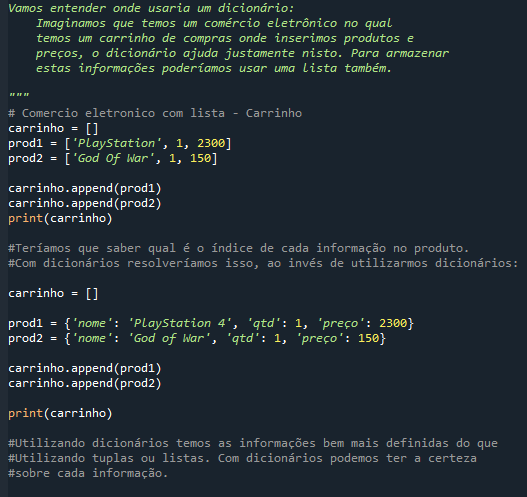 Vamos entender onde usaria um dicionário:
Imaginamos que temos um comércio eletrônico no qual
temos um carrinho de compras onde inserimos produtos e
preços, o dicionário ajuda justamente nisto. Para armazenar
estas informações poderíamos usar uma lista também.
"""
# Comercio eletronico com lista - Carrinho
carrinho = []
prod1 = ['PlayStation', 1, 2300]
prod2 = ['God Of War', 1, 150]
carrinho.append(prod1)
carrinho.append(prod2)
print(carrinho)
#Teríamos que saber qual é o índice de cada informação no produto.
#Com dicionários resolveríamos isso, ao invés de utilizarmos dicionários:
carrinho = []
prod1 = {'nome': 'PlayStation 4', 'qtd': 1, 'preço': 2300}
prod2 = {'nome': 'God of War', 'qtd': 1, 'preço': 150}
carrinho.append(prod1)
carrinho.append(prod2)
print(carrinho)
#Utilizando dicionários temos as informações bem mais definidas do que
#Utilizando tuplas ou listas. Com dicionários podemos ter a certeza
#sobre cada informação.